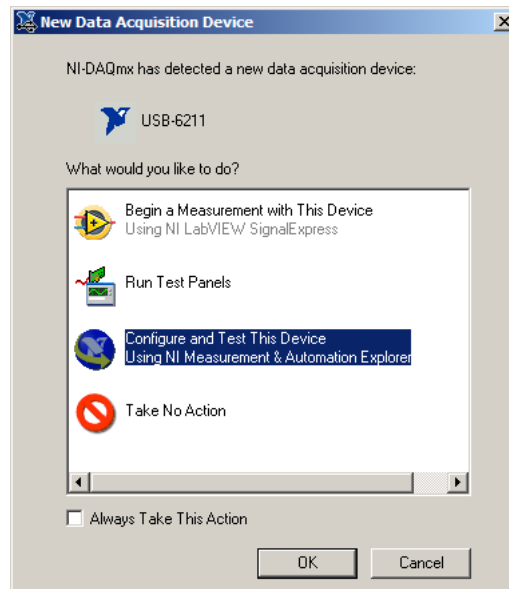 New Data Acquisition Device
NI-DAQmx has detected a new data acquisition device:
USB-6211
What would you like to do?
Begin a Measurement with This Device
Using NI LabVIEW SignalExpress
Run Test Panels
Configure and Test This Device
Using NI Measurement & Automation Explorer
Take No Action
Always Take This Action
OK
Cancel